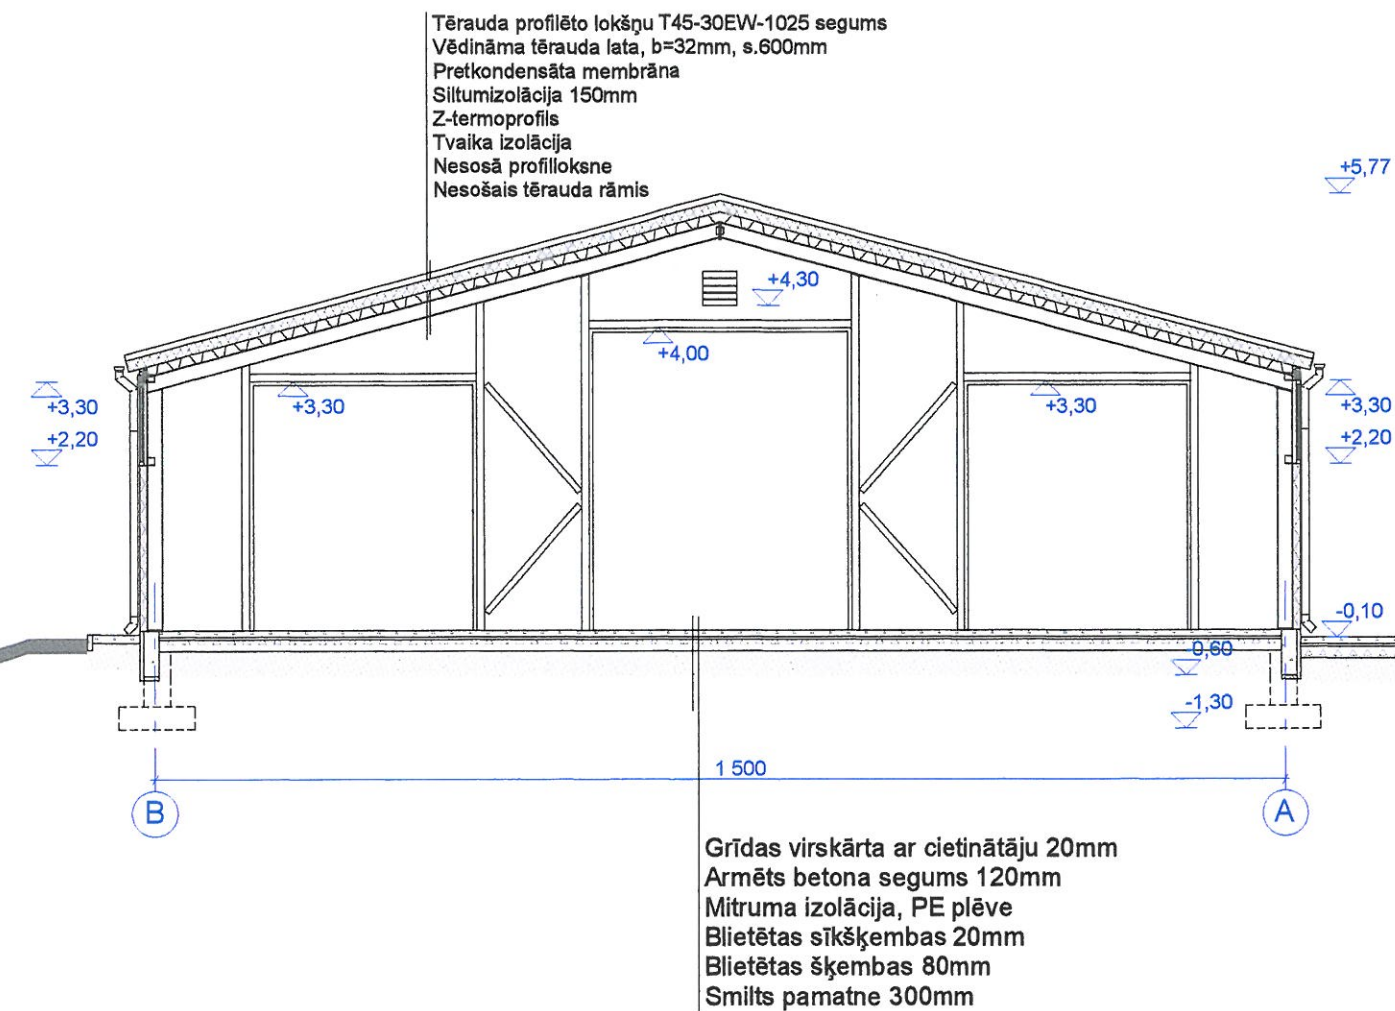 Tērauda profilēto lokšņu T45-30EW-1025 segums
Vēdināma tērauda lata, b=32mm, s.600mm
Pretkondensāta membrāna
Siltumizolācija 150mm
Z-termoprofils
Tvaika izolācija
Nesosā profilloksne
Nesošais tērauda rāmis
+5,77
+4,30
+4,00
+3,30
+3,30
+3,30
+3,30
+2,20
+2,20
-0,10
-0,60
-1,30
1 500
B
A
Grīdas virskārta ar cietinātāju 20mm
Armēts betona segums 120mm
Mitruma izolācija, PE plēve
Blietētas sīkšķembas 20mm
Blietētas šķembas 80mm
Smilts pamatne 300mm